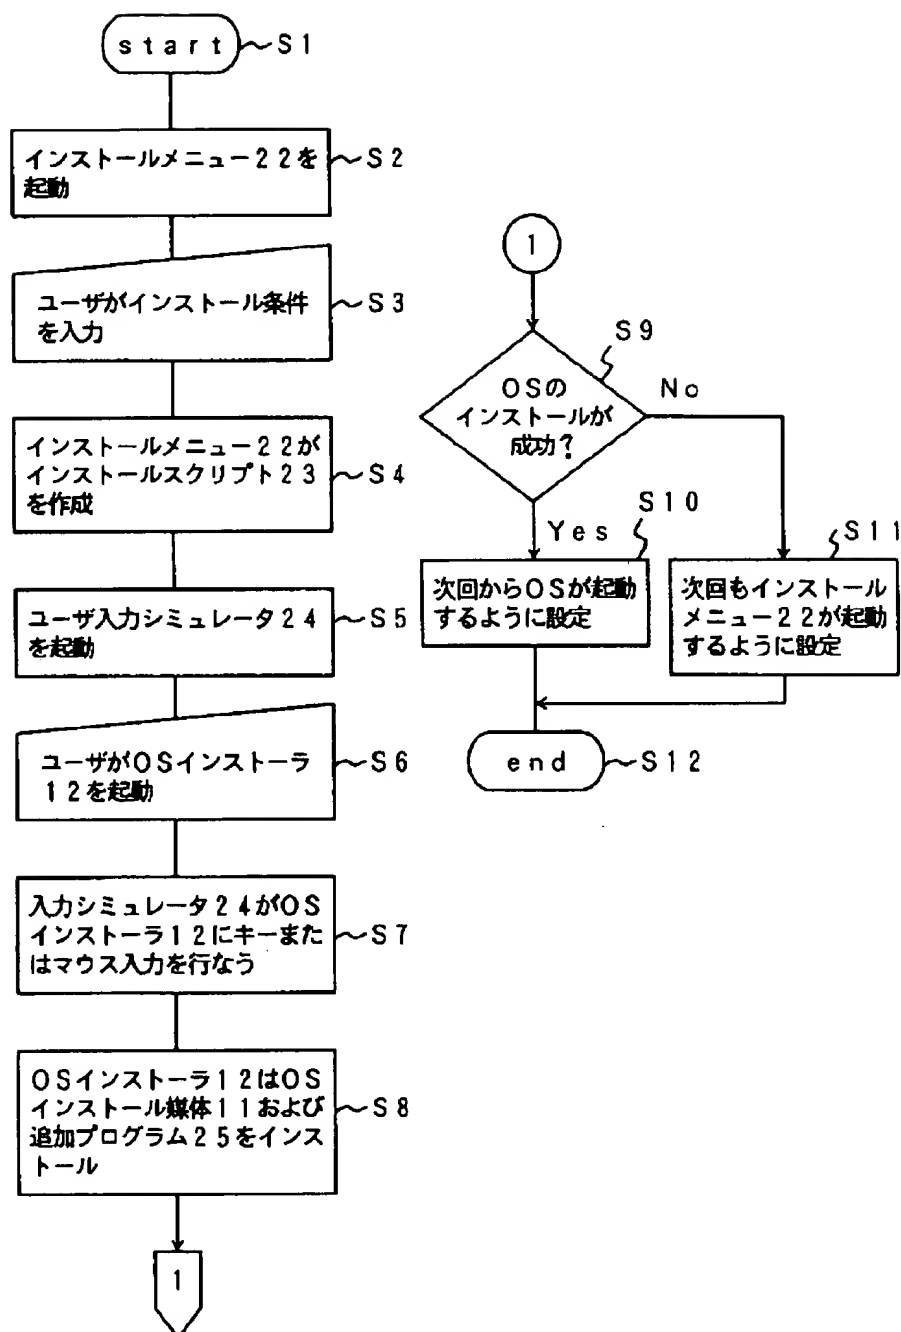 start
S1
インストールメニュー22を
起動
S2
ユーザがインストール条件
を入力
S3
インストールメニュー22が
インストールスクリプト23
を作成
S4
ユーザ入力シミュレータ24
を起動
S5
ユーザがOSインストーラ
12を起動
S6
入力シミュレータ24がOS
インストーラ12にキーまた
はマウス入力を行なう
S7
OSインストーラ12はOS
インストール媒体11および
追加プログラム25をインス
トール
S8
1
1
OSの
インストールが
成功?
S9
No
Yes
S10
次回からOSが起動
するように設定
S11
次回もインストール
メニュー22が起動
するように設定
end
S12